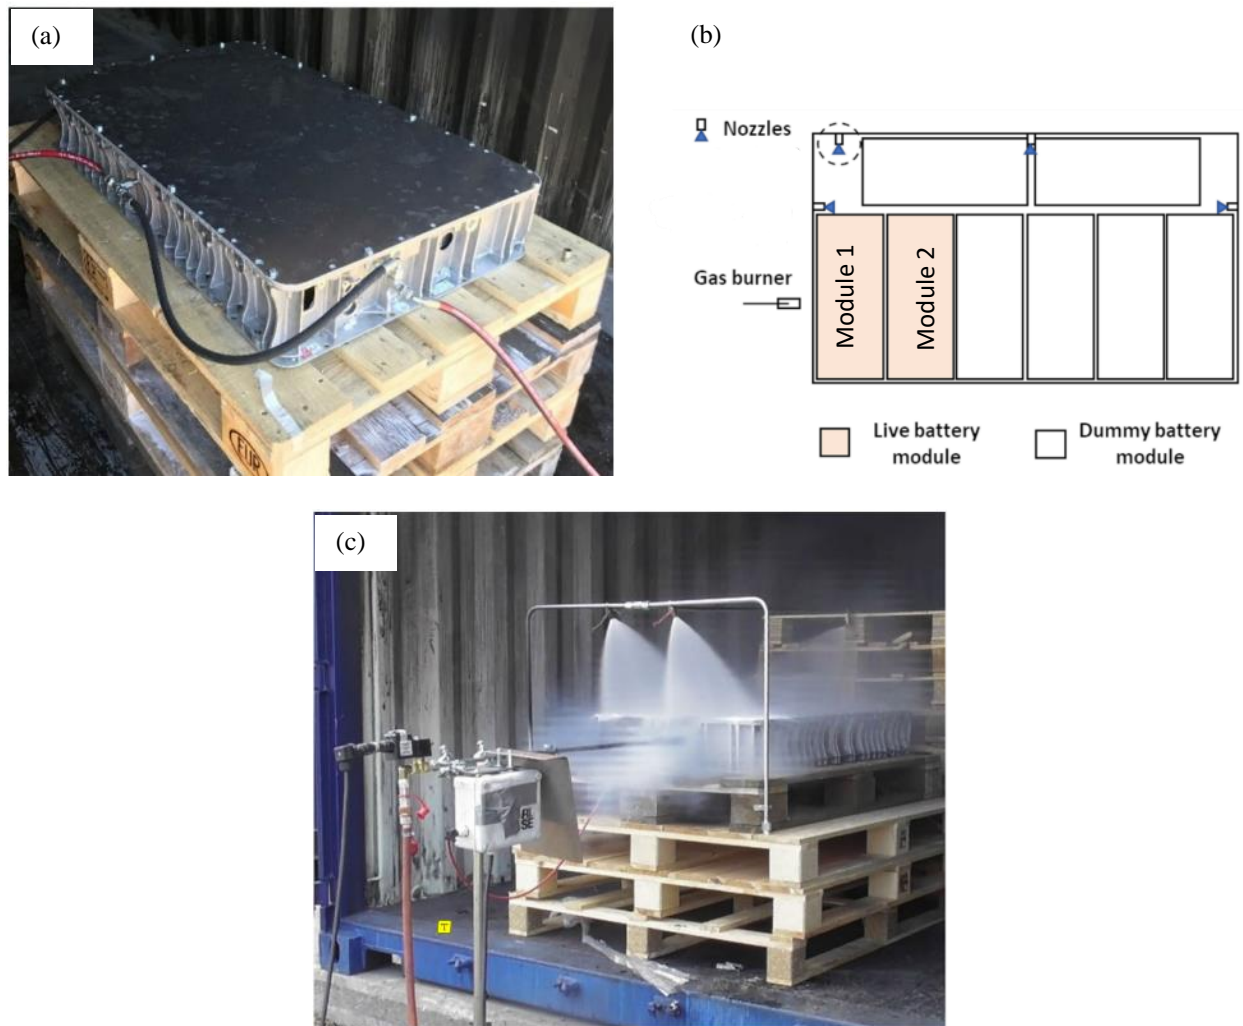 (a)
EUR
(b)
Nozzles
Gas burner
Module 1
Module 2
Live battery
module
Dummy battery
module
(c)